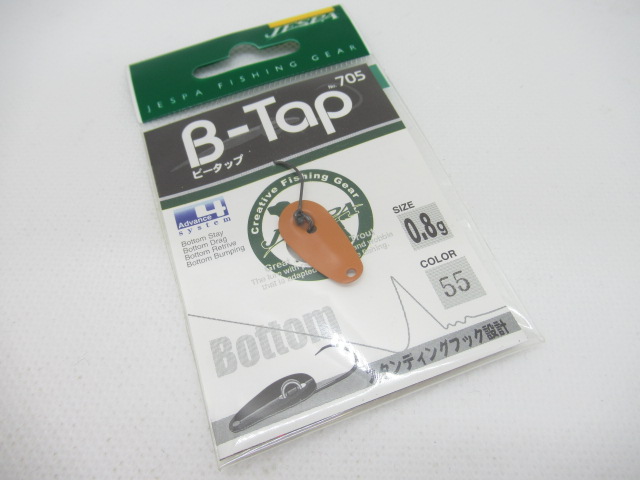 JESPA
JESPA FISHING GEAR
No.705
β-Tap
ビータップ
Creative Fishing Gear
Advance 4
system
Bottom Stay
Bottom Drag
Bottom Retrive
Bottom Bumping
SIZE
0.8g
COLOR
55
Bottom
タンディングフック設計